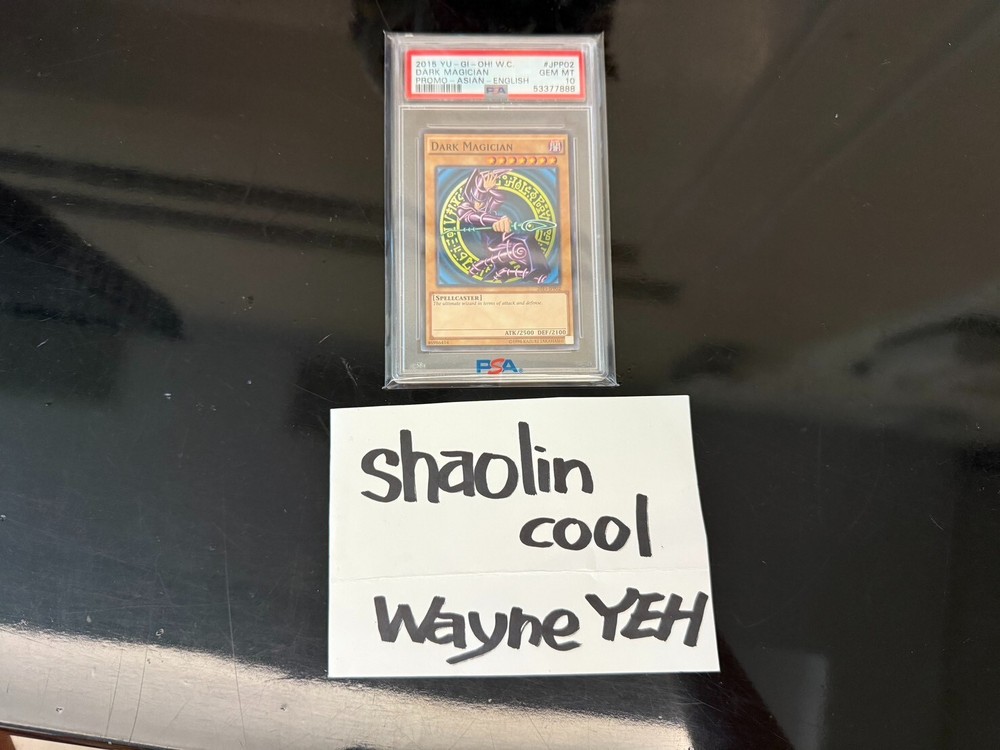 2015 YU-GI-OH! W.C. #JPP02
DARK MAGICIAN GEM MT
PROMO-ASIAN-ENGLISH 10
53377888
PSA
DARK MAGICIAN
[SPELLCASTER]
The ultimate wizard in terms of attack and defense.
ATK/2500 DEF/2100
PSA
shaolin
cool
Wayne YEH